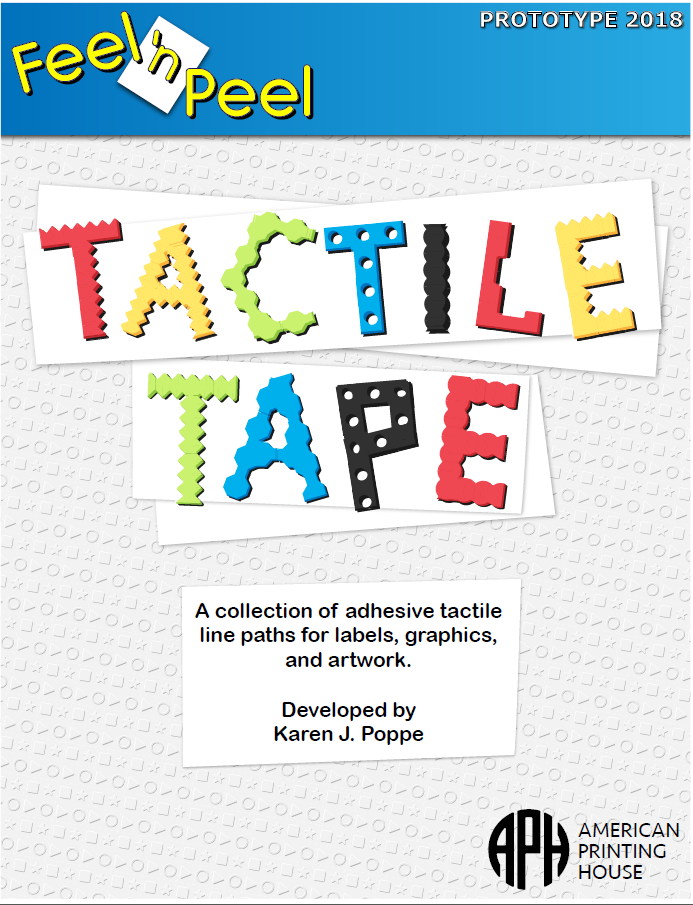 PROTOTYPE 2018
Feel 'n
Peel
TACTILE
TAPE
A collection of adhesive tactile
line paths for labels, graphics,
and artwork.
Developed by
Karen J. Poppe
APH
AMERICAN
PRINTING
HOUSE